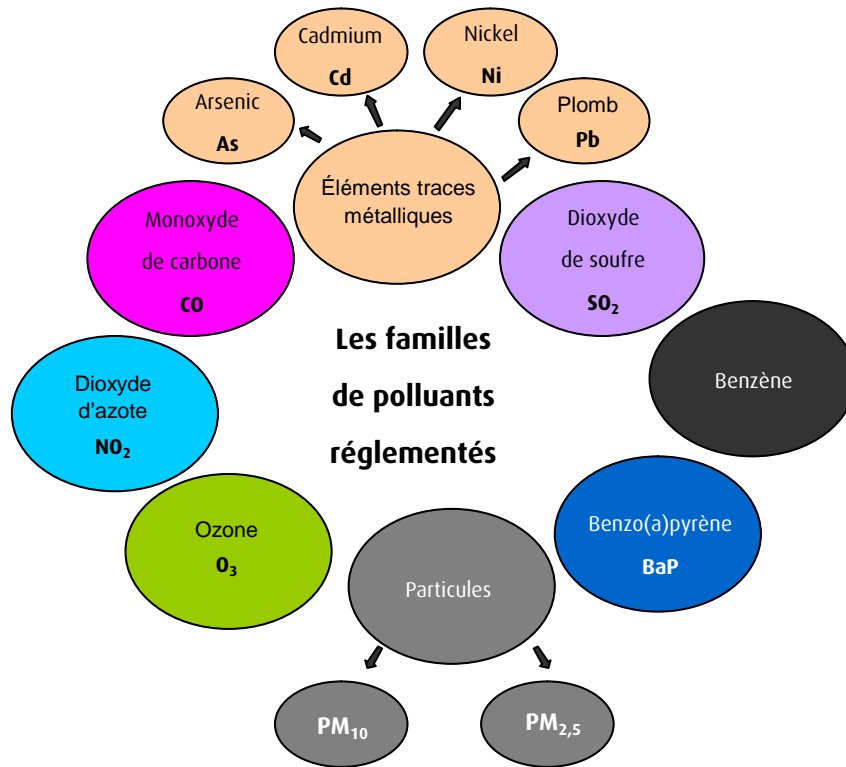 Cadmium
Cd
Nickel
Ni
Arsenic
As
Plomb
Pb
Éléments traces
métalliques
Monoxyde
de carbone
CO
Dioxyde
de soufre
SO₂
Les familles
de polluants
réglementés
Benzène
Dioxyde
d'azote
NO₂
Benzo(a)pyrène
BaP
Ozone
O₃
Particules
PM₁₀
PM₂,₅